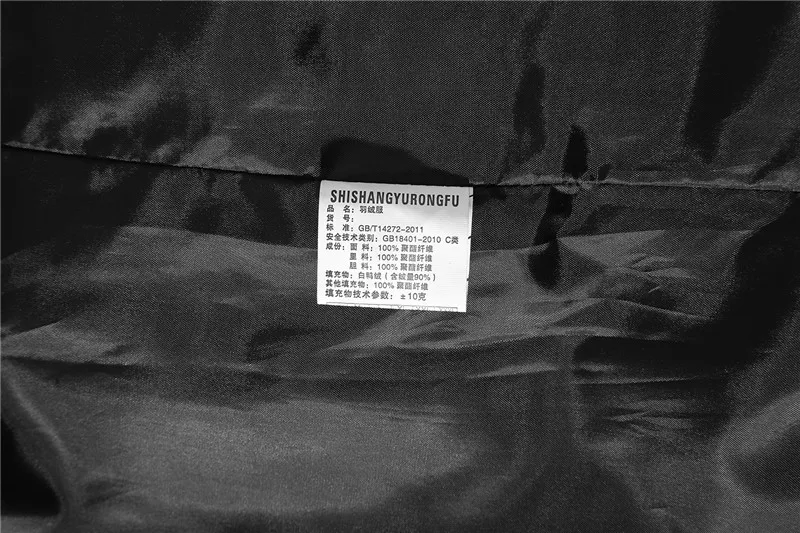 SHISHANGYURONGFU
品 名：羽绒服
货 号：
标 准：GB/T14272-2011
安全技术类别：GB18401-2010 C类
成份：面 料：100% 聚酯纤维
里 料：100% 聚酯纤维
胆 料：100% 聚酯纤维
填充物：白鸭绒（含绒量90%）
其他填充物：100% 聚酯纤维
填充物技术参数：±10克